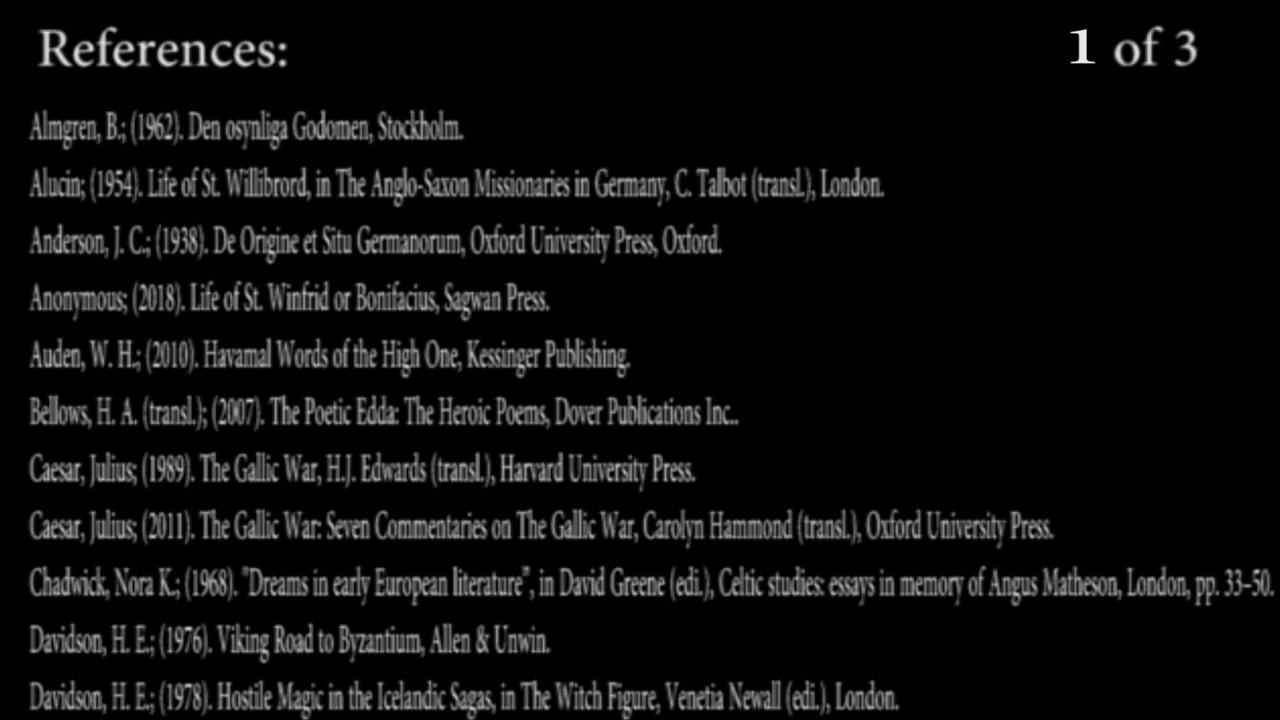 References:
1 of 3
Almgren, B.; (1962). Den osynliga Godomen, Stockholm.
Alucin; (1954). Life of St. Willibrord, in The Anglo-Saxon Missionaries in Germany, C. Talbot (transl.), London.
Anderson, J. C.; (1938). De Origine et Situ Germanorum, Oxford University Press, Oxford.
Anonymous; (2018). Life of St. Winfrid or Bonifacius, Sagwan Press.
Auden, W. H.; (2010). Havamal Words of the High One, Kessinger Publishing.
Bellows, H. A. (transl.); (2007). The Poetic Edda: The Heroic Poems, Dover Publications Inc..
Caesar, Julius; (1989). The Gallic War, H.J. Edwards (transl.), Harvard University Press.
Caesar, Julius; (2011). The Gallic War: Seven Commentaries on The Gallic War, Carolyn Hammond (transl.), Oxford University Press.
Chadwick, Nora K.; (1968). "Dreams in early European literature", in David Greene (edi.), Celtic studies: essays in memory of Angus Matheson, London, pp. 33–50.
Davidson, H. E.; (1976). Viking Road to Byzantium, Allen & Unwin.
Davidson, H. E.; (1978). Hostile Magic in the Icelandic Sagas, in The Witch Figure, Venetia Newall (edi.), London.